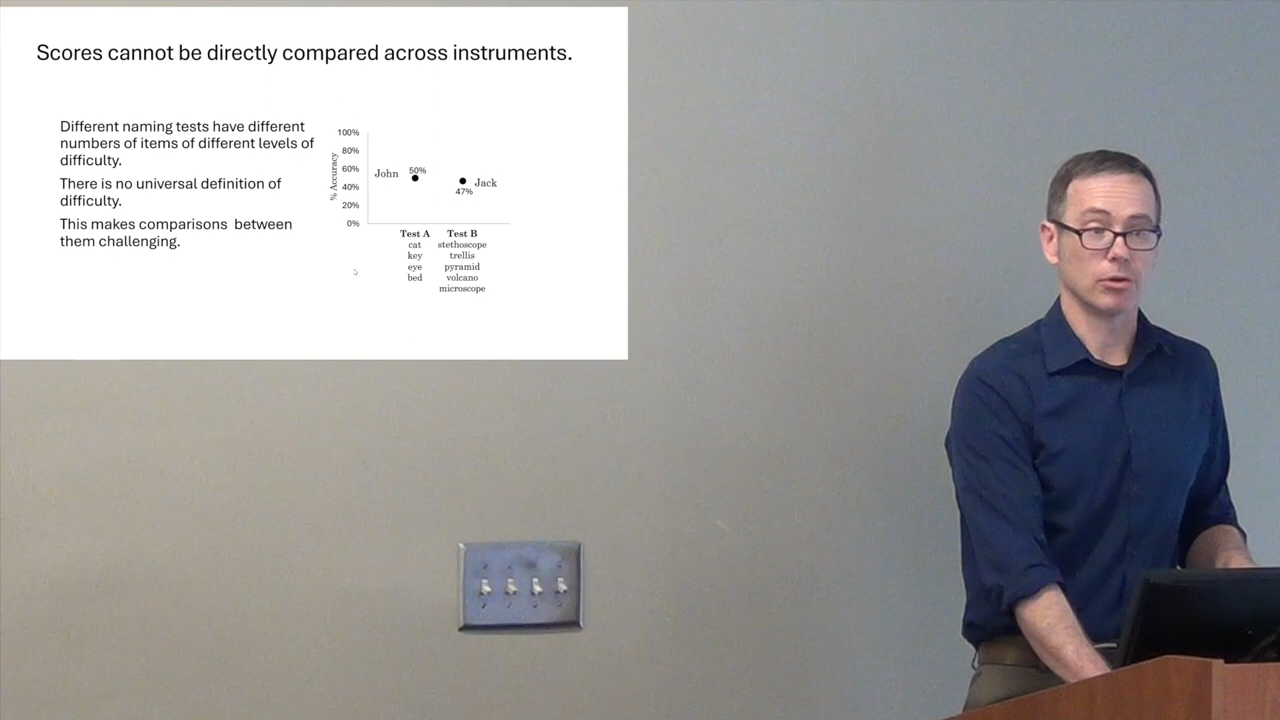 Scores cannot be directly compared across instruments.
Different naming tests have different
numbers of items of different levels of
difficulty.
There is no universal definition of
difficulty.
This makes comparisons between
them challenging.
100%
80%
60%
40%
20%
0%
% Accuracy
John
50%
47%
Jack
Test A
cat
key
eye
bed
Test B
stethoscope
trellis
pyramid
volcano
microscope